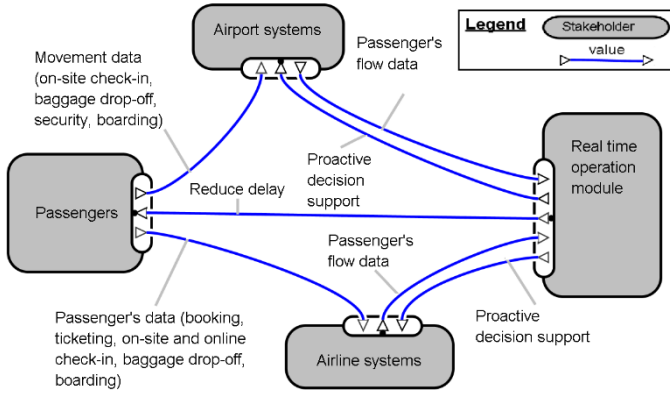 Airport systems
Legend
Stakeholder
value
Movement data
(on-site check-in,
baggage drop-off,
security, boarding)
Passenger's
flow data
Real time
operation
module
Proactive
decision
support
Reduce delay
Passengers
Passenger's
flow data
Proactive
decision support
Passenger's data (booking,
ticketing, on-site and online
check-in, baggage drop-off,
boarding)
Airline systems